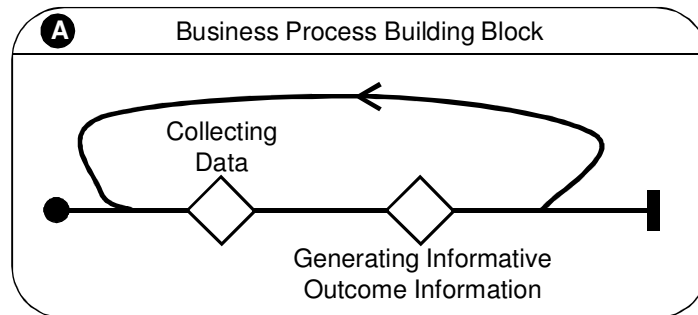 A
Business Process Building Block
Collecting
Data
Generating Informative
Outcome Information